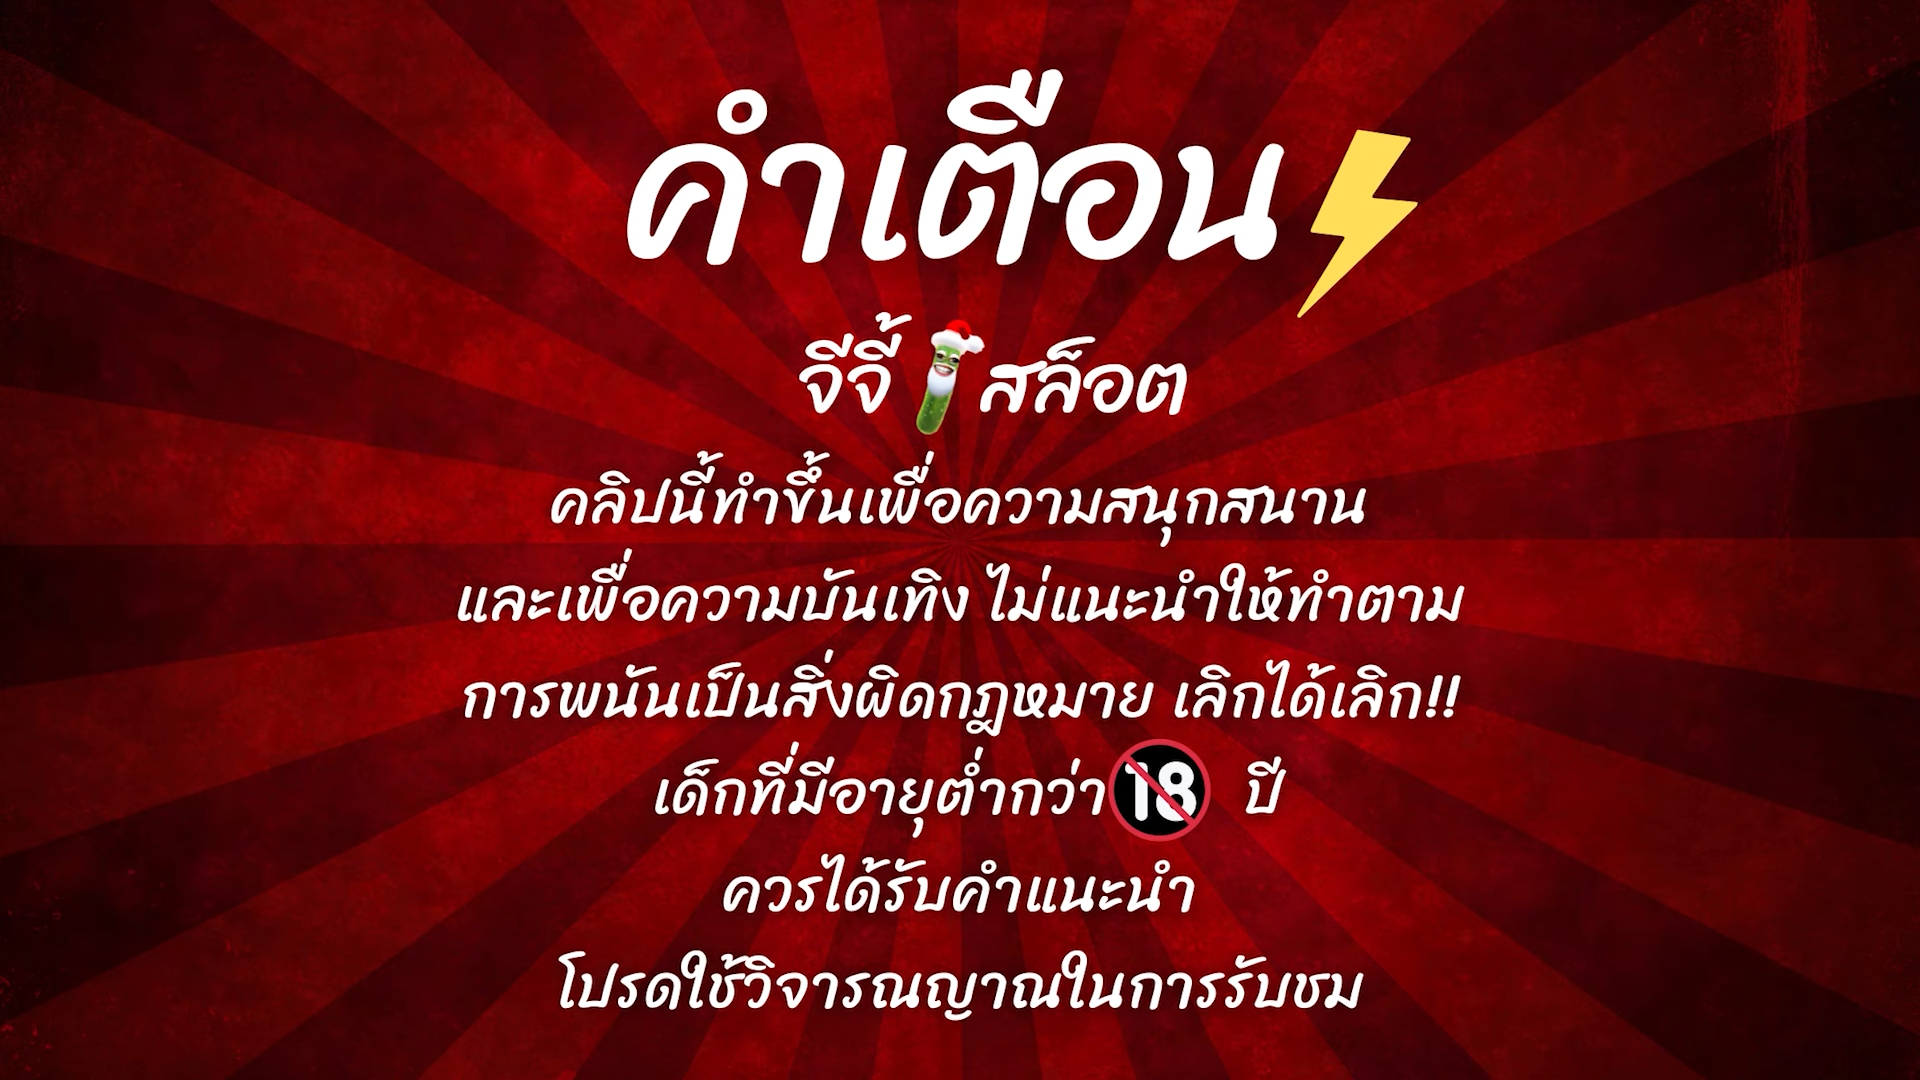 คำเตือน
จีจี้ สล็อต
คลิปนี้ทำขึ้นเพื่อความสนุกสนาน
และเพื่อความบันเทิง ไม่แนะนำให้ทำตาม
การพนันเป็นสิ่งผิดกฎหมาย เลิกได้เลิก!!
เด็กที่มีอายุต่ำกว่า 18 ปี
ควรได้รับคำแนะนำ
โปรดใช้วิจารณญาณในการรับชม